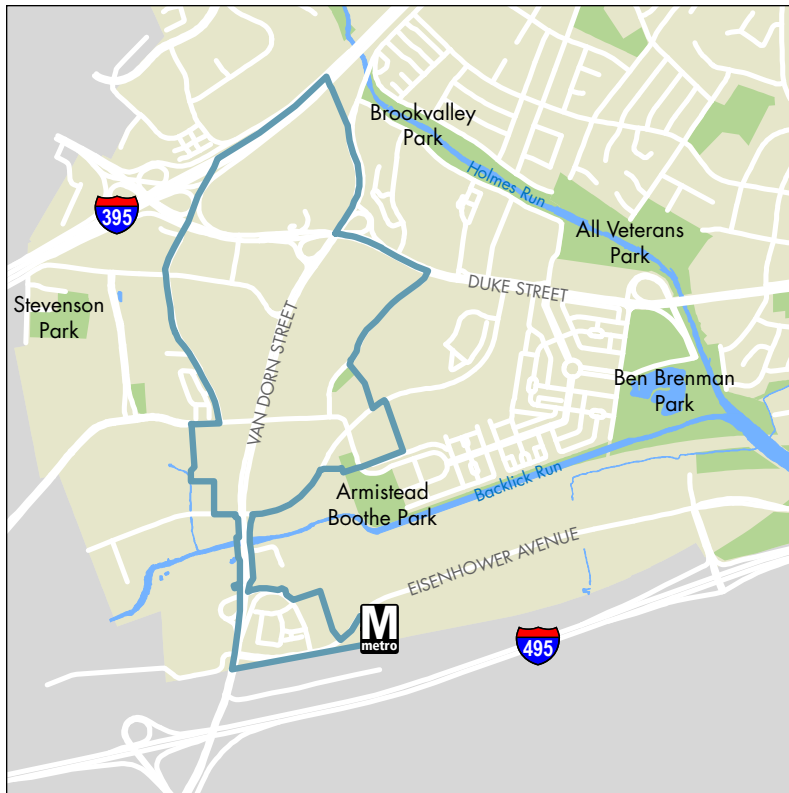 Brookvalley
Park
Holmes Run
395
All Veterans
Park
DUKE STREET
Stevenson
Park
VAN DORN STREET
Ben Brenman
Park
Armistead
Boothe Park
Backlick Run
EISENHOWER AVENUE
M
metro
495